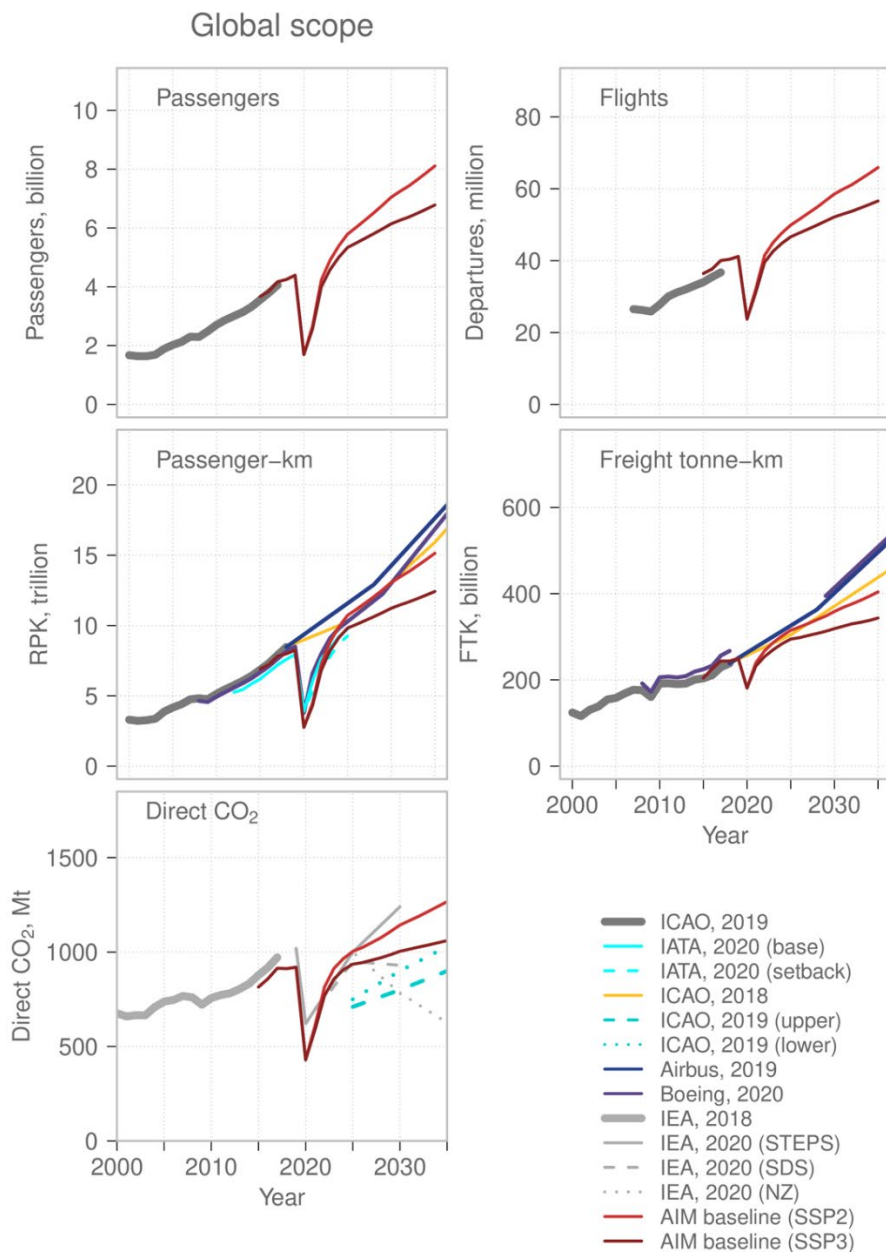 Global scope
Passengers
Passengers, billion
10
8
6
4
2
0
Flights
Departures, million
80
60
40
20
0
Passenger−km
RPK, trillion
20
15
10
5
0
Freight tonne−km
FTK, billion
600
400
200
0
2000 2010 2020 2030
Year
Direct CO₂
Direct CO₂, Mt
1500
1000
500
0
2000 2010 2020 2030
Year
ICAO, 2019
IATA, 2020 (base)
IATA, 2020 (setback)
ICAO, 2018
ICAO, 2019 (upper)
ICAO, 2019 (lower)
Airbus, 2019
Boeing, 2020
IEA, 2018
IEA, 2020 (STEPS)
IEA, 2020 (SDS)
IEA, 2020 (NZ)
AIM baseline (SSP2)
AIM baseline (SSP3)